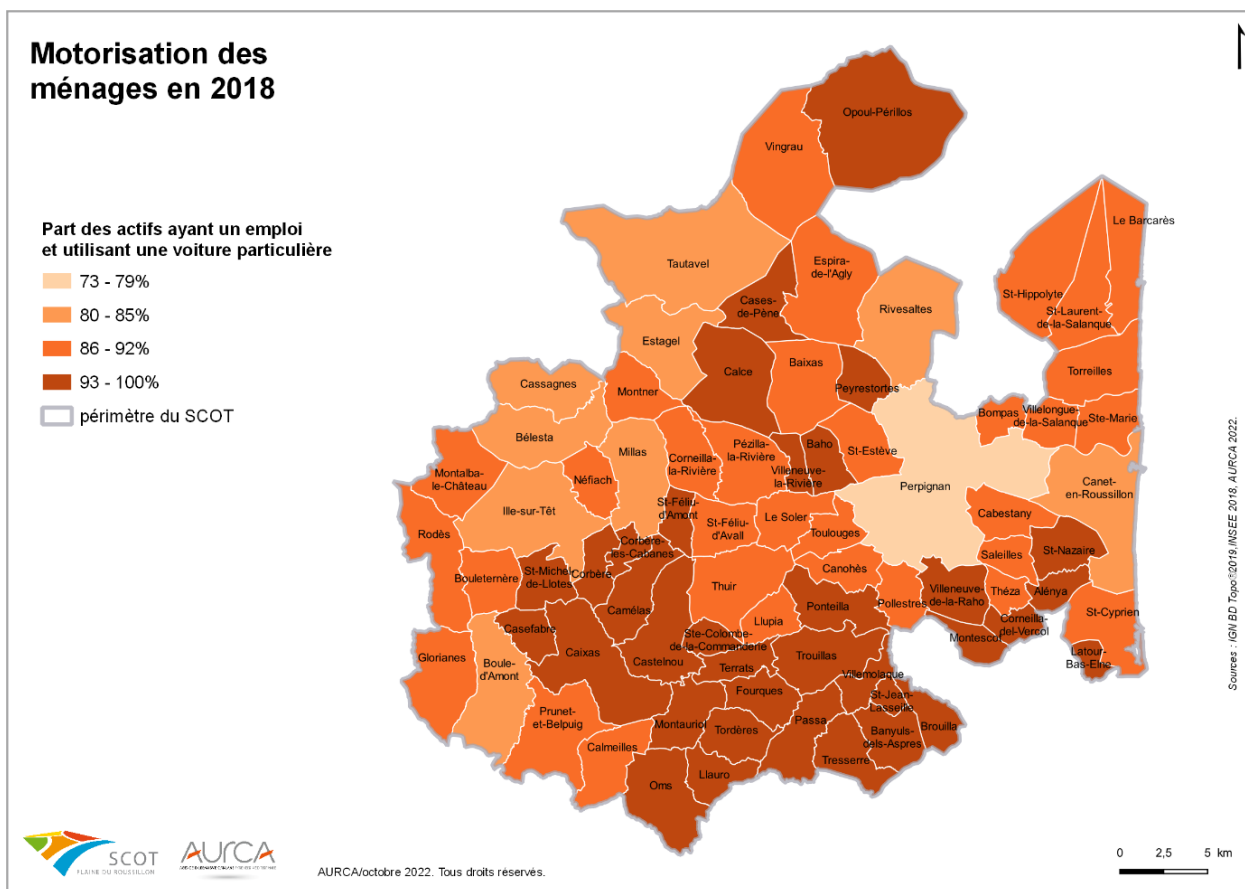 Motorisation des
ménages en 2018
Part des actifs ayant un emploi
et utilisant une voiture particulière
73 - 79%
80 - 85%
86 - 92%
93 - 100%
périmètre du SCOT
Opoul-Périllos
Vingrau
Le Barcarès
Tautavel
Espira-
de-l'Agly
St-Hippolyte
Cases-
de-Pène
Rivesaltes
St-Laurent-
de-la-Salanque
Estagel
Calce
Baixas
Torreilles
Cassagnes
Montner
Peyrestortes
Bompas
Villelongue-
de-la-Salanque
Ste-Marie
Bélesta
Millas
Corneilla-
la-Rivière
Pézilla-
la-Rivière
Baho
St-Estève
Villeneuve-
la-Rivière
Montalba-
le-Château
Néfiach
Perpignan
Canet-
en-Roussillon
Ille-sur-Têt
St-Féliu-
d'Amont
St-Féliu-
d'Avall
Le Soler
Toulouges
Cabestany
Rodès
Corbère-
les-Cabanes
Saleilles
St-Nazaire
Bouleternère
St-Michel-
de-Llotes
Corbère
Thuir
Canohès
Villeneuve-
de-la-Raho
Théza
Alénya
Camélas
Ponteilla
Pollestres
Casefabre
Llupia
Corneilla-
del-Vercol
St-Cyprien
Ste-Colombe-
de-la-Commanderie
Montescot
Glorianes
Boule-
d'Amont
Caixas
Castelnou
Terrats
Trouillas
Latour-
Bas-Elne
Villemolaque
Fourques
St-Jean-
Lasseille
Prunet-
et-Belpuig
Montauriol
Tordères
Passa
Banyuls-
dels-Aspres
Brouilla
Calmeilles
Tresserre
Oms
Llauro
Sources : IGN BD Topo®2019, INSEE 2018, AURCA 2022.
SCOT
PLAINE DU ROUSSILLON
AURCA
AURCA/octobre 2022. Tous droits réservés.
0 2,5 5 km